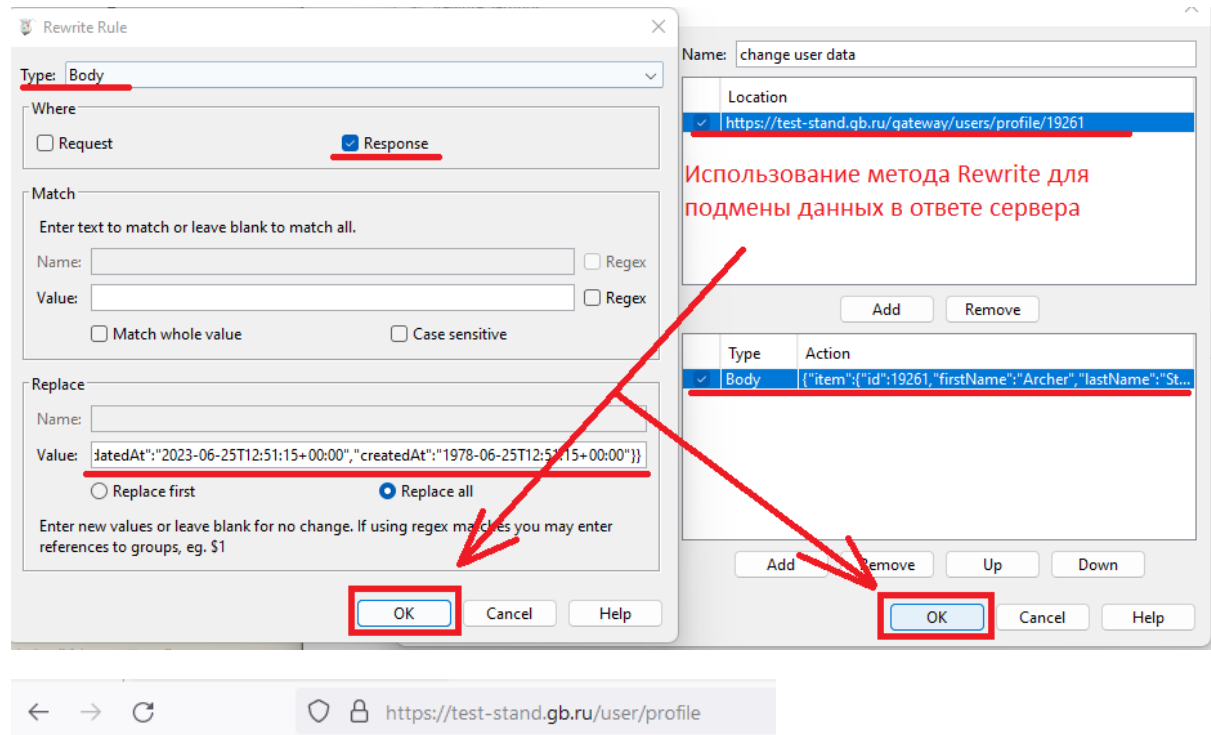 Rewrite Rule
Type: Body
Where
Request
Response
Match
Enter text to match or leave blank to match all.
Name:
Regex
Value:
Regex
Match whole value
Case sensitive
Replace
Name:
Value: datedAt":"2023-06-25T12:51:15+00:00","createdAt":"1978-06-25T12:51:15+00:00"}}
Replace first
Replace all
Enter new values or leave blank for no change. If using regex matches you may enter
references to groups, eg. $1
OK
Cancel
Help
Name: change user data
Location
https://test-stand.gb.ru/gateway/users/profile/19261
Использование метода Rewrite для
подмены данных в ответе сервера
Add
Remove
Type
Action
Body
{"item":{"id":19261,"firstName":"Archer","lastName":"St...
Add
Remove
Up
Down
OK
Cancel
Help
https://test-stand.gb.ru/user/profile